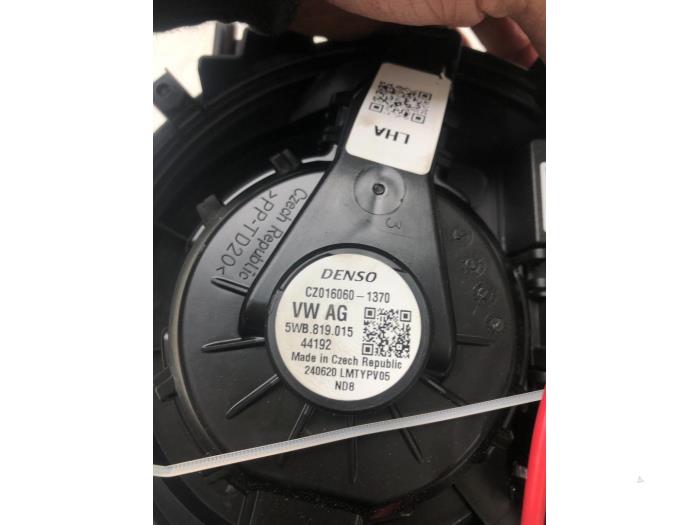 LHA
3
Czech Republic
>PP-TD20<
DENSO
CZ016060-1370
VW AG
5WB.819.015
44192
Made in Czech Republic
240620 LMTYPV05
ND8